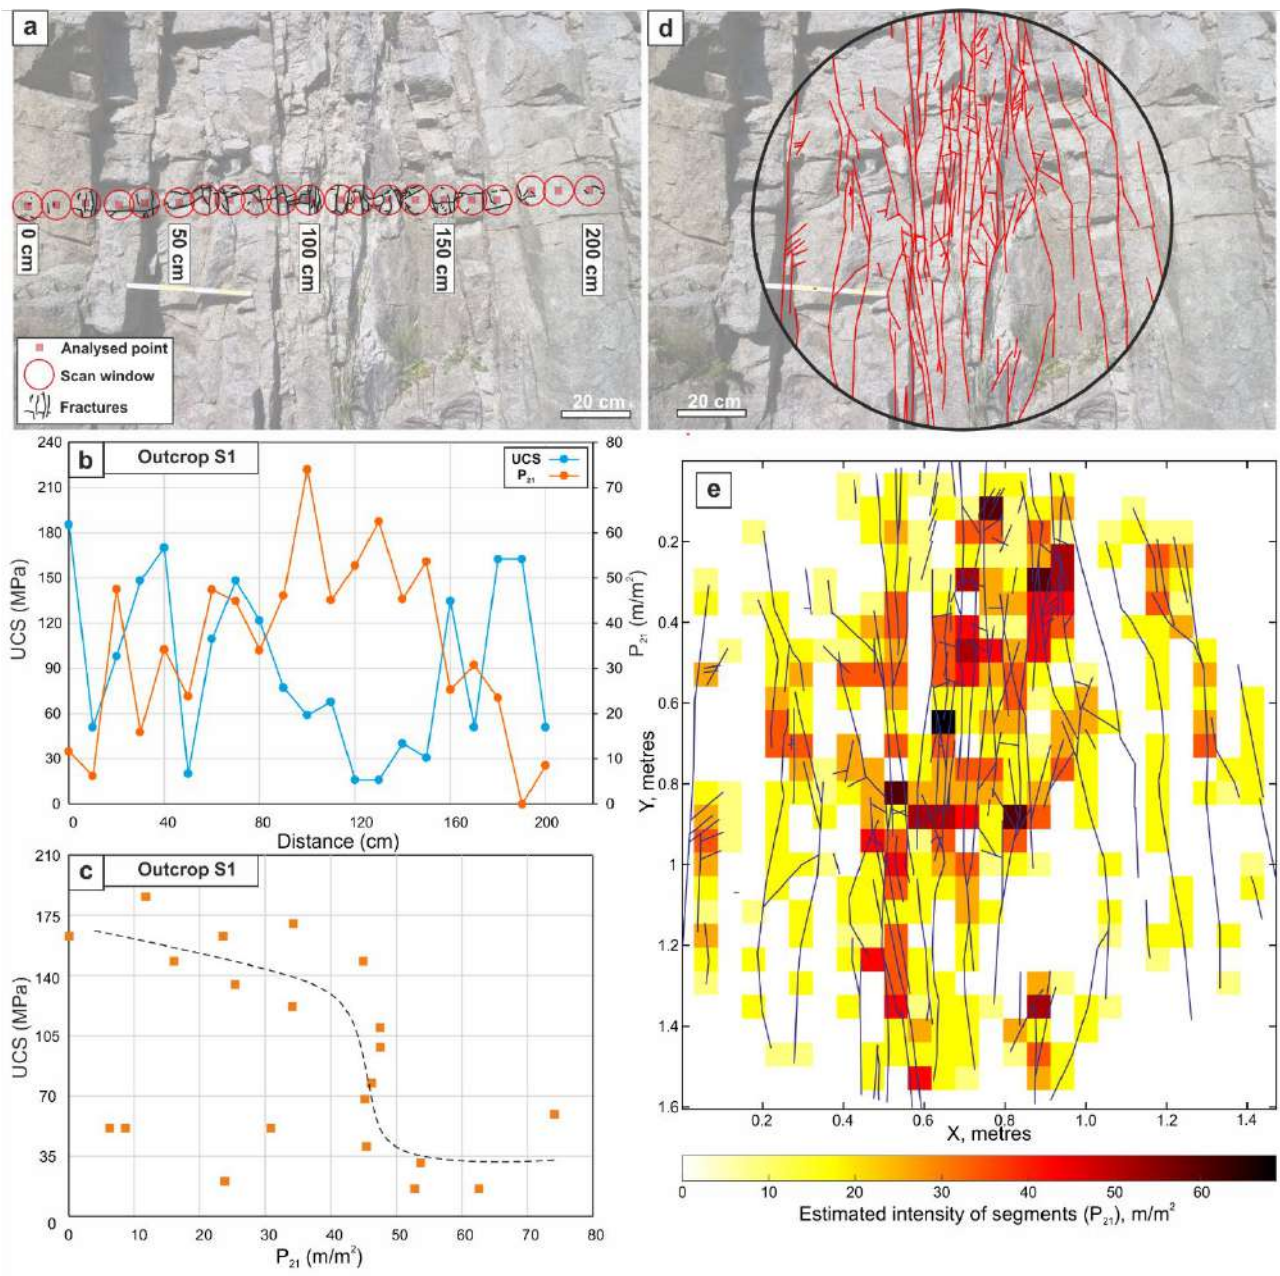 a
0 cm
50 cm
100 cm
150 cm
200 cm
Analysed point
Scan window
Fractures
20 cm
d
20 cm
b
Outcrop S1
UCS
P₂₁
240
210
180
150
120
90
60
30
0
UCS (MPa)
80
70
60
50
40
30
20
10
0
P₂₁ (m/m²)
0 40 80 120 160 200
Distance (cm)
c
Outcrop S1
210
175
140
105
70
35
0
UCS (MPa)
0 10 20 30 40 50 60 70 80
P₂₁ (m/m²)
e
0.2
0.4
0.6
0.8
1
1.2
1.4
1.6
Y, metres
0.2 0.4 0.6 0.8 1.0 1.2 1.4
X, metres
0 10 20 30 40 50 60
Estimated intensity of segments (P₂₁), m/m²